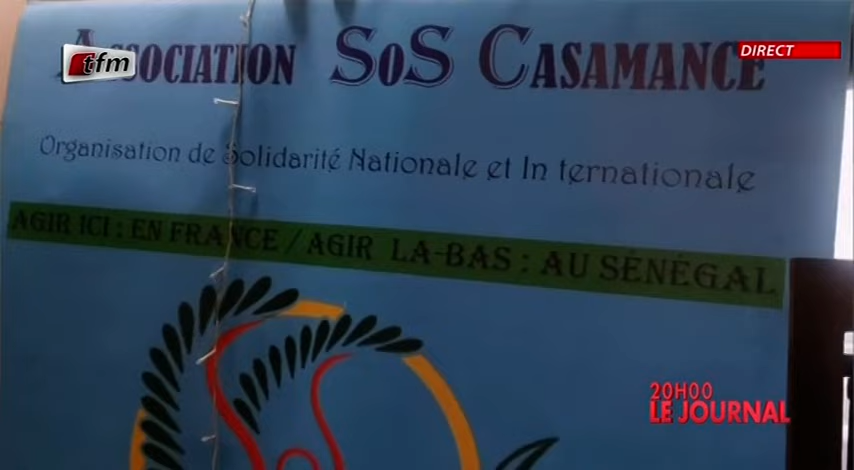 tfm
DIRECT
ASSOCIATION SOS CASAMANCE
Organisation de Solidarité Nationale et In ternationale
AGIR ICI : EN FRANCE / AGIR LA-BAS : AU SÉNÉGAL
20H00
LE JOURNAL